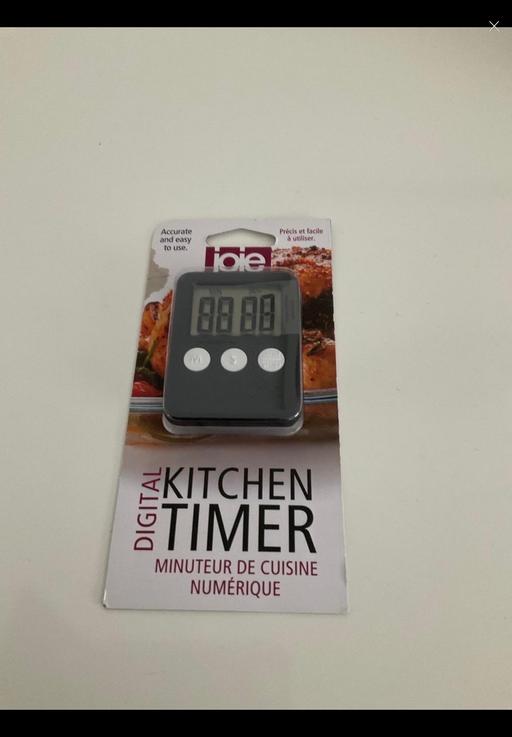 Accurate
and easy
to use.
Précis et facile
à utiliser.
joie
88 88
M S
DIGITAL
KITCHEN
TIMER
MINUTEUR DE CUISINE
NUMÉRIQUE